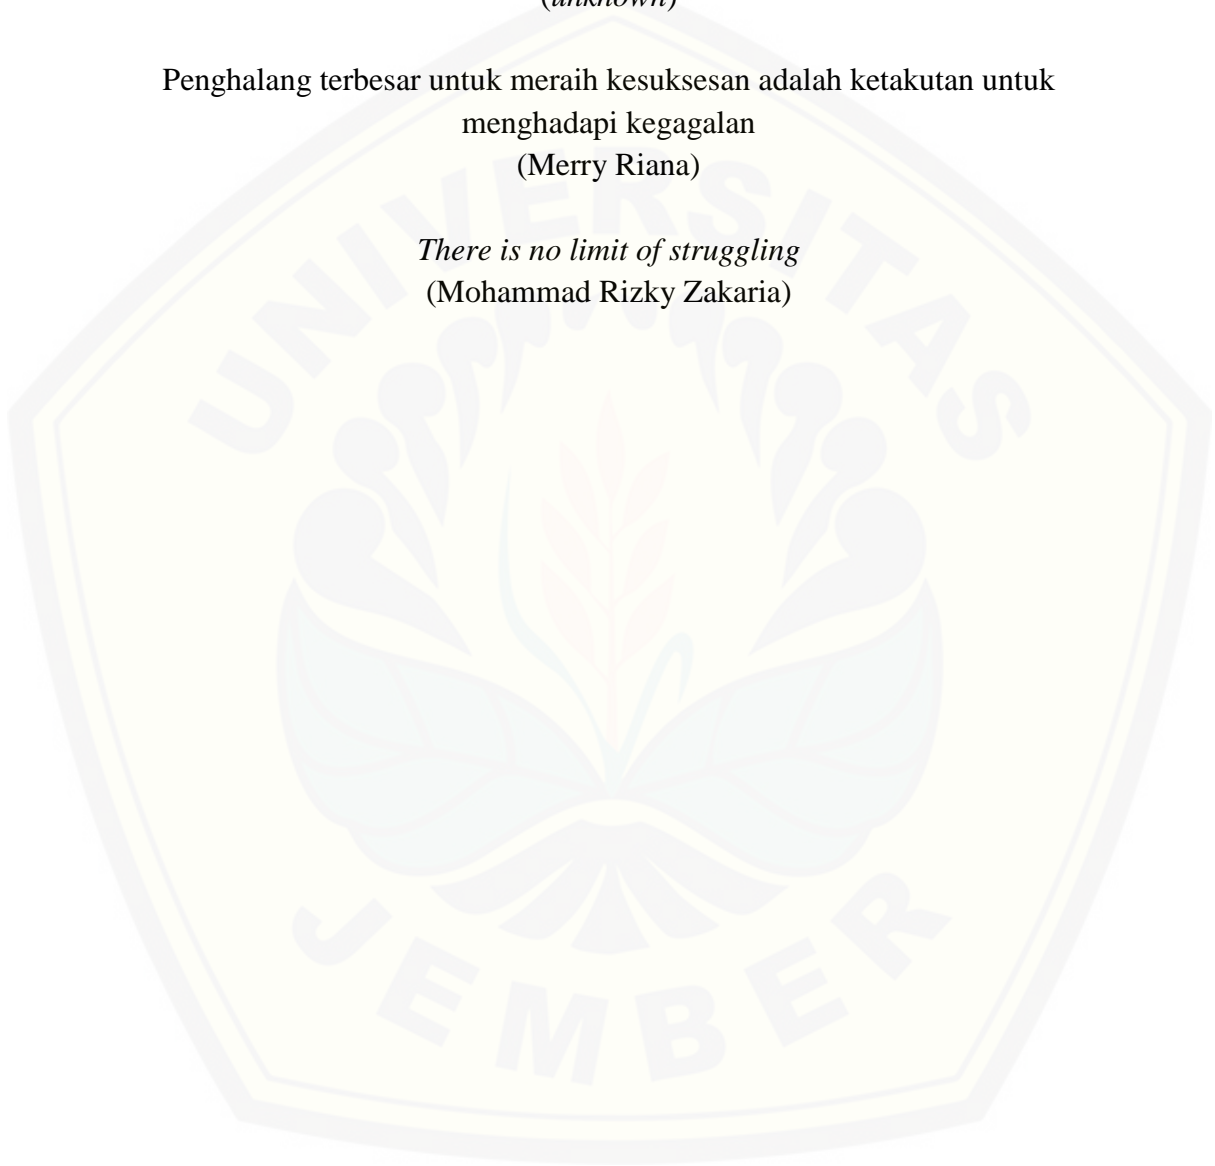 (unknown)
Penghalang terbesar untuk meraih kesuksesan adalah ketakutan untuk
menghadapi kegagalan
(Merry Riana)
There is no limit of struggling
(Mohammad Rizky Zakaria)
UNIVERSITAS
JEMBER